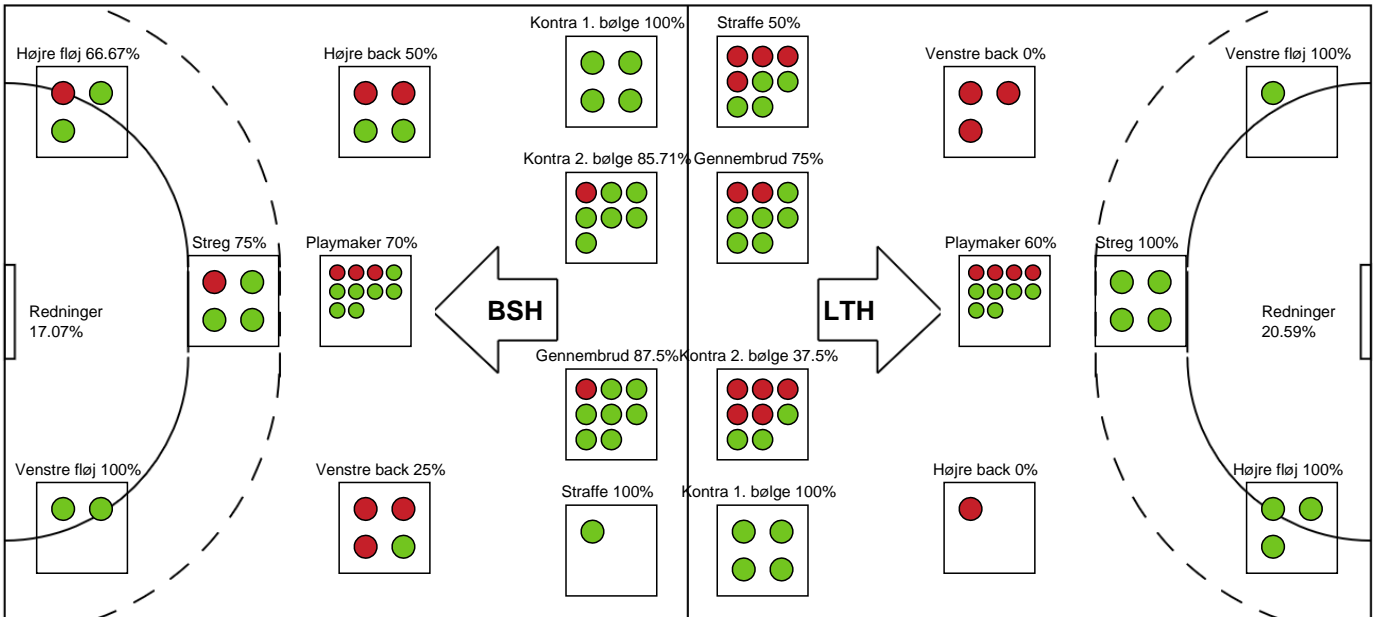 Kontra 1. bølge 100%
Straffe 50%
Højre fløj 66.67%
Højre back 50%
Venstre back 0%
Venstre fløj 100%
Kontra 2. bølge 85.71%
Gennembrud 75%
Streg 75%
Playmaker 70%
Playmaker 60%
Streg 100%
Redninger
17.07%
BSH
LTH
Redninger
20.59%
Gennembrud 87.5%
Kontra 2. bølge 37.5%
Venstre fløj 100%
Venstre back 25%
Straffe 100%
Kontra 1. bølge 100%
Højre back 0%
Højre fløj 100%